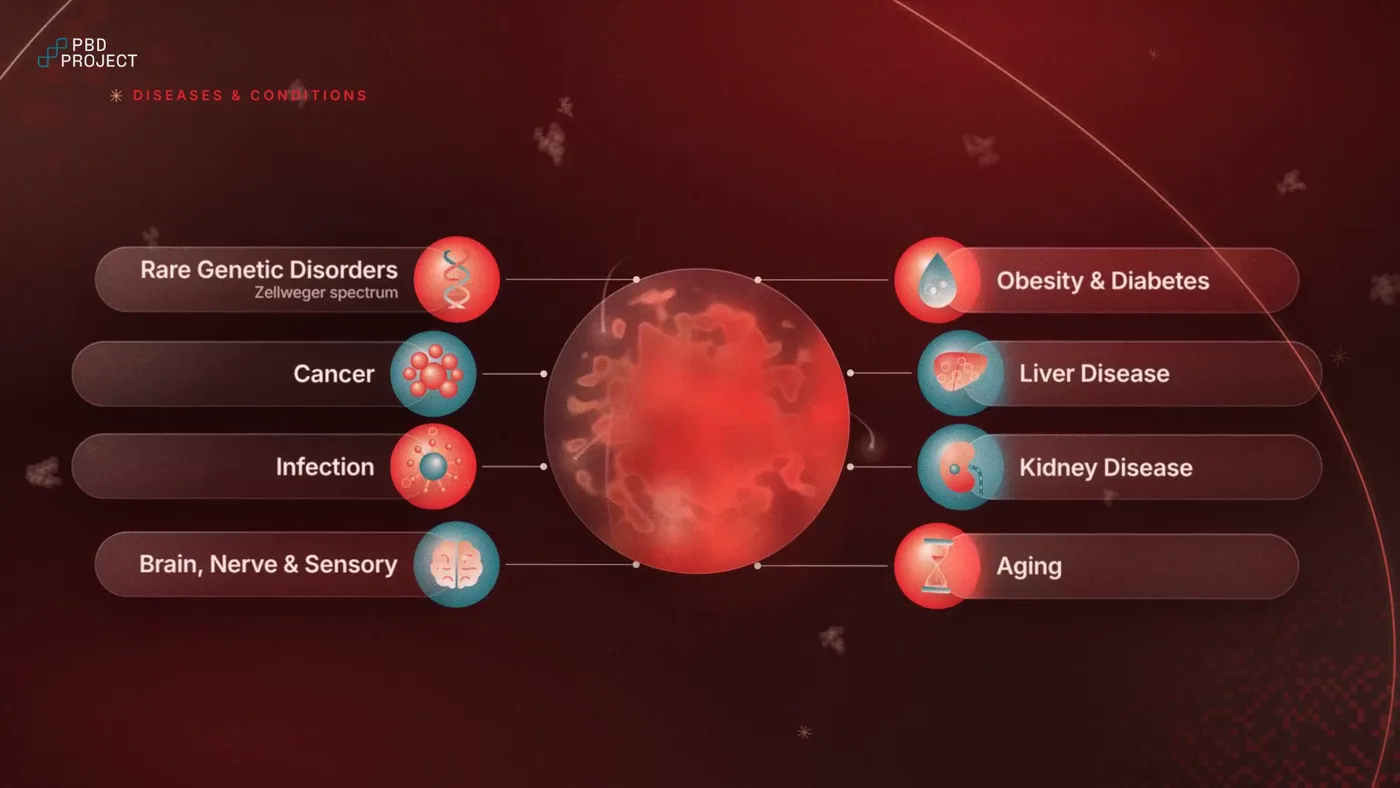 PBD
PROJECT
DISEASES & CONDITIONS
Rare Genetic Disorders
Zellweger spectrum
Cancer
Infection
Brain, Nerve & Sensory
Obesity & Diabetes
Liver Disease
Kidney Disease
Aging